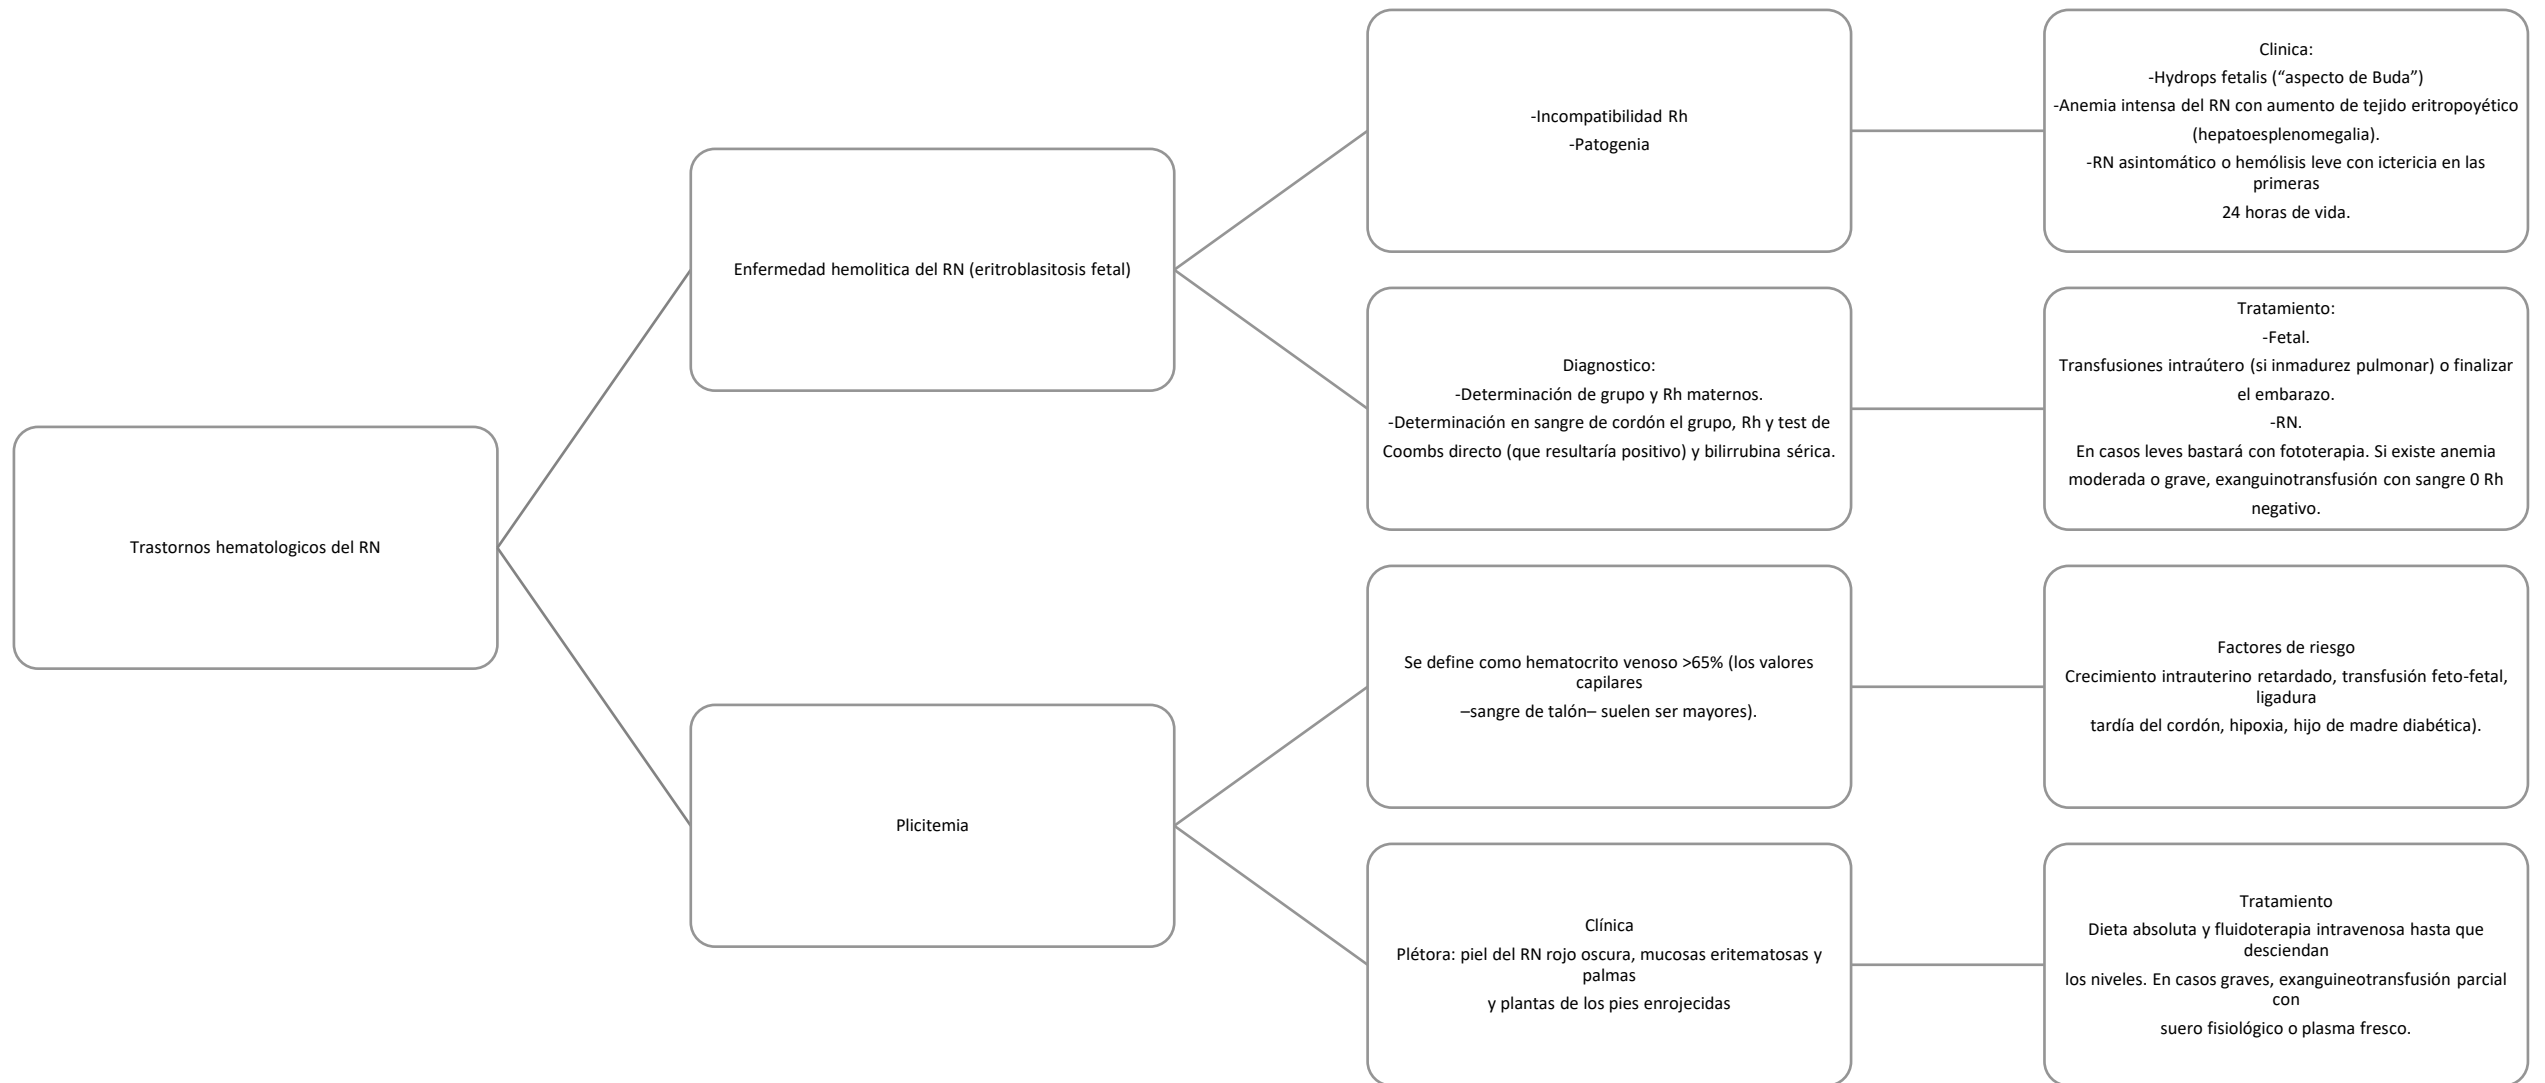 Trastornos hematologicos del RN
Enfermedad hemolitica del RN (eritroblasitosis fetal)
-Incompatibilidad Rh
-Patogenia
Clinica:
-Hydrops fetalis (“aspecto de Buda”)
-Anemia intensa del RN con aumento de tejido eritropoyético
(hepatoesplenomegalia).
-RN asintomático o hemólisis leve con ictericia en las
primeras
24 horas de vida.
Diagnostico:
-Determinación de grupo y Rh maternos.
-Determinación en sangre de cordón el grupo, Rh y test de
Coombs directo (que resultaría positivo) y bilirrubina sérica.
Tratamiento:
-Fetal.
Transfusiones intraútero (si inmadurez pulmonar) o finalizar
el embarazo.
-RN.
En casos leves bastará con fototerapia. Si existe anemia
moderada o grave, exanguinotransfusión con sangre 0 Rh
negativo.
Plicitemia
Se define como hematocrito venoso >65% (los valores
capilares
–sangre de talón– suelen ser mayores).
Factores de riesgo
Crecimiento intrauterino retardado, transfusión feto-fetal,
ligadura
tardía del cordón, hipoxia, hijo de madre diabética).
Clínica
Plétora: piel del RN rojo oscura, mucosas eritematosas y
palmas
y plantas de los pies enrojecidas
Tratamiento
Dieta absoluta y fluidoterapia intravenosa hasta que
desciendan
los niveles. En casos graves, exanguineotransfusión parcial
con
suero fisiológico o plasma fresco.